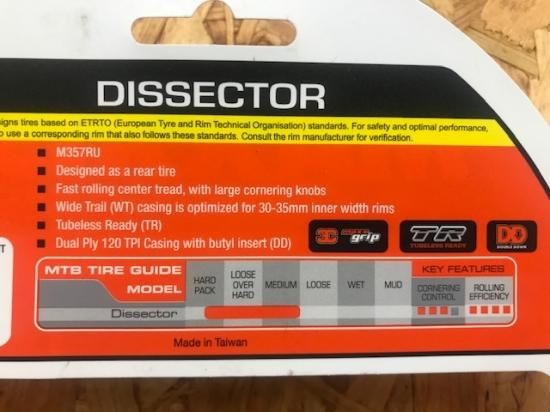 DISSECTOR
igns tires based on ETRTO (European Tyre and Rim Technical Organisation) standards. For safety and optimal performance,
o use a corresponding rim that also follows these standards. Consult the rim manufacturer for verification.
M357RU
Designed as a rear tire
Fast rolling center tread, with large cornering knobs
Wide Trail (WT) casing is optimized for 30-35mm inner width rims
Tubeless Ready (TR)
Dual Ply 120 TPI Casing with butyl insert (DD)
3C MAXX grip
TR TUBELESS READY
DD DOUBLE DOWN
MTB TIRE GUIDE
MODEL
HARD PACK
LOOSE OVER HARD
MEDIUM
LOOSE
WET
MUD
KEY FEATURES
CORNERING CONTROL
ROLLING EFFICIENCY
Dissector
Made in Taiwan